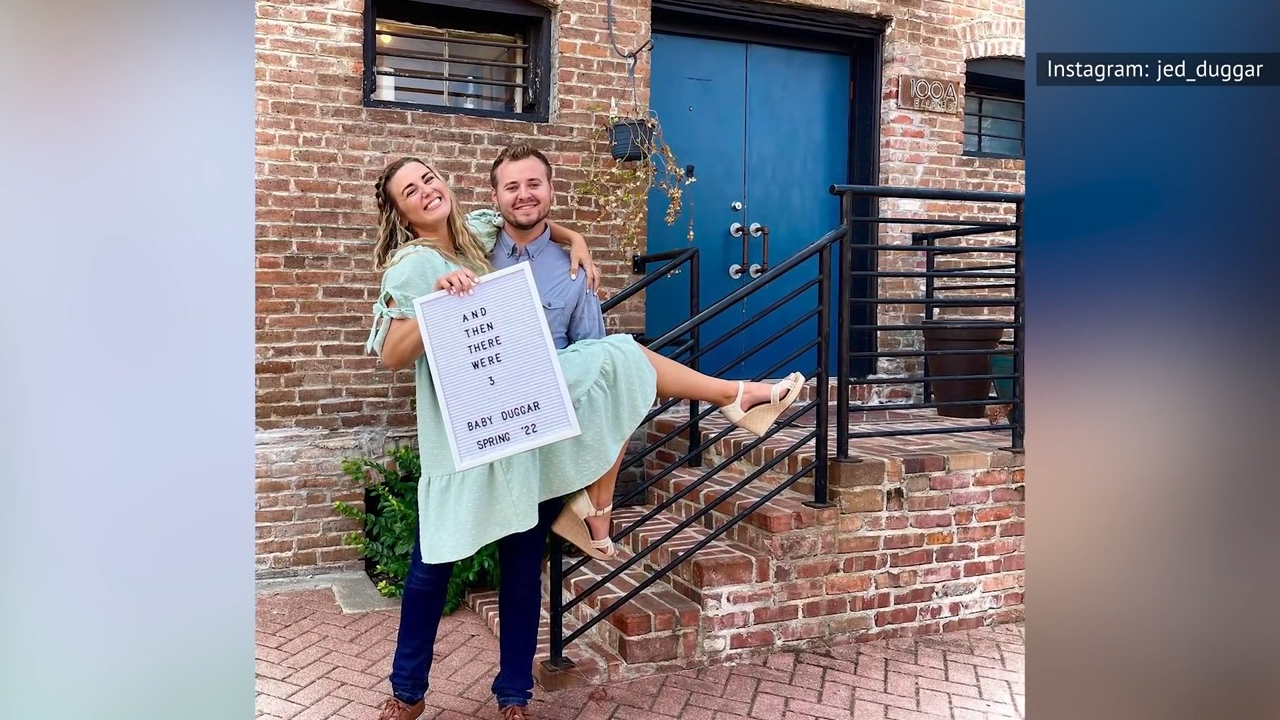 Instagram: jed_duggar
100A
AND
THEN
THERE
WERE
3
BABY DUGGAR
SPRING '22